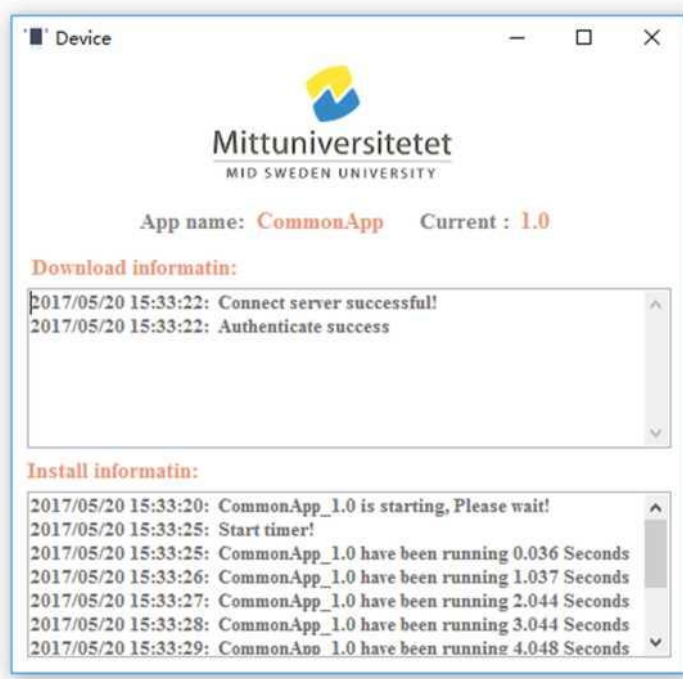 Device
Mittuniversitetet
MID SWEDEN UNIVERSITY
App name: CommonApp Current : 1.0
Download informatin:
2017/05/20 15:33:22: Connect server successful!
2017/05/20 15:33:22: Authenticate success
Install informatin:
2017/05/20 15:33:20: CommonApp_1.0 is starting, Please wait!
2017/05/20 15:33:25: Start timer!
2017/05/20 15:33:25: CommonApp_1.0 have been running 0.036 Seconds
2017/05/20 15:33:26: CommonApp_1.0 have been running 1.037 Seconds
2017/05/20 15:33:27: CommonApp_1.0 have been running 2.044 Seconds
2017/05/20 15:33:28: CommonApp_1.0 have been running 3.044 Seconds
2017/05/20 15:33:29: CommonApp_1.0 have been running 4.048 Seconds